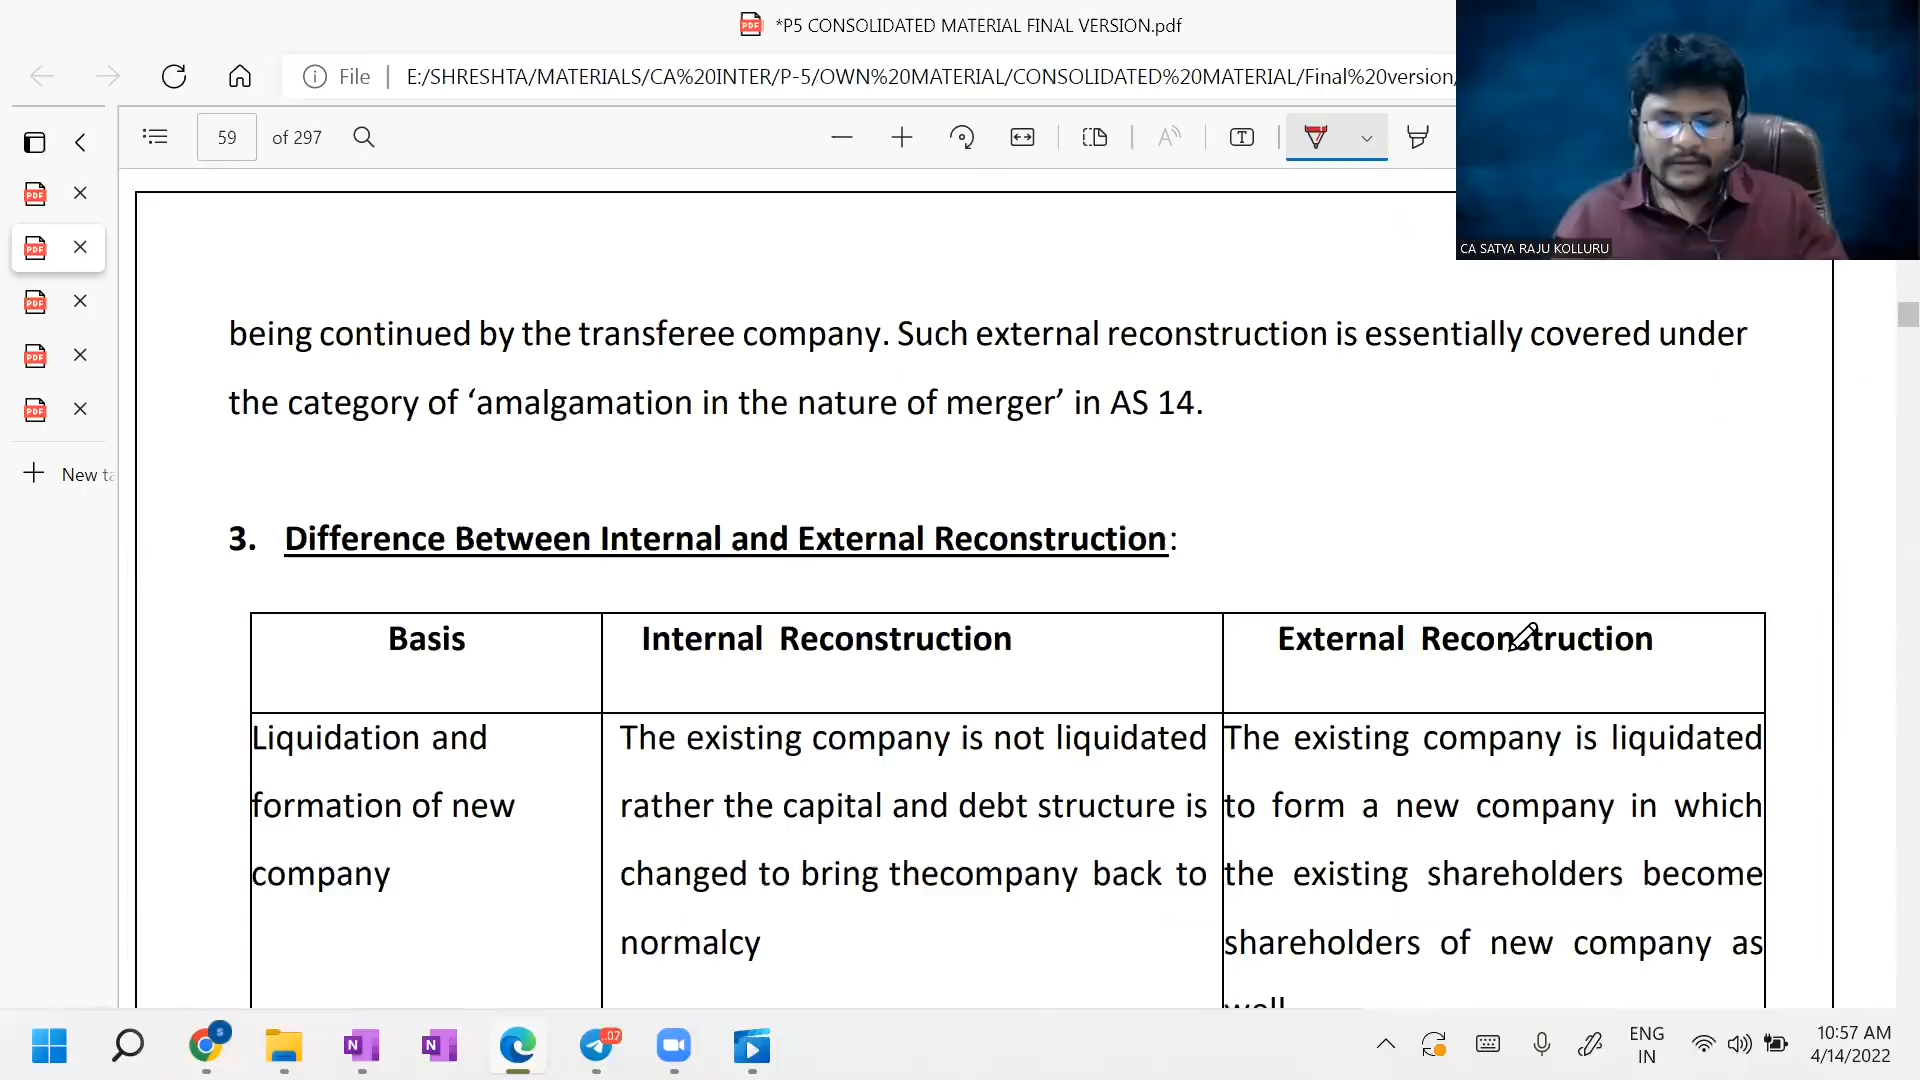 *P5 CONSOLIDATED MATERIAL FINAL VERSION.pdf
File
E:/SHRESHTA/MATERIALS/CA%20INTER/P-5/OWN%20MATERIAL/CONSOLIDATED%20MATERIAL/Final%20version/
59 of 297
CA SATYA RAJU KOLLURU
New ta
being continued by the transferee company. Such external reconstruction is essentially covered under
the category of ‘amalgamation in the nature of merger’ in AS 14.
3. Difference Between Internal and External Reconstruction:
Basis
Internal Reconstruction
External Reconstruction
Liquidation and
formation of new
company
The existing company is not liquidated
rather the capital and debt structure is
changed to bring thecompany back to
normalcy
The existing company is liquidated
to form a new company in which
the existing shareholders become
shareholders of new company as
well
ENG
IN
10:57 AM
4/14/2022